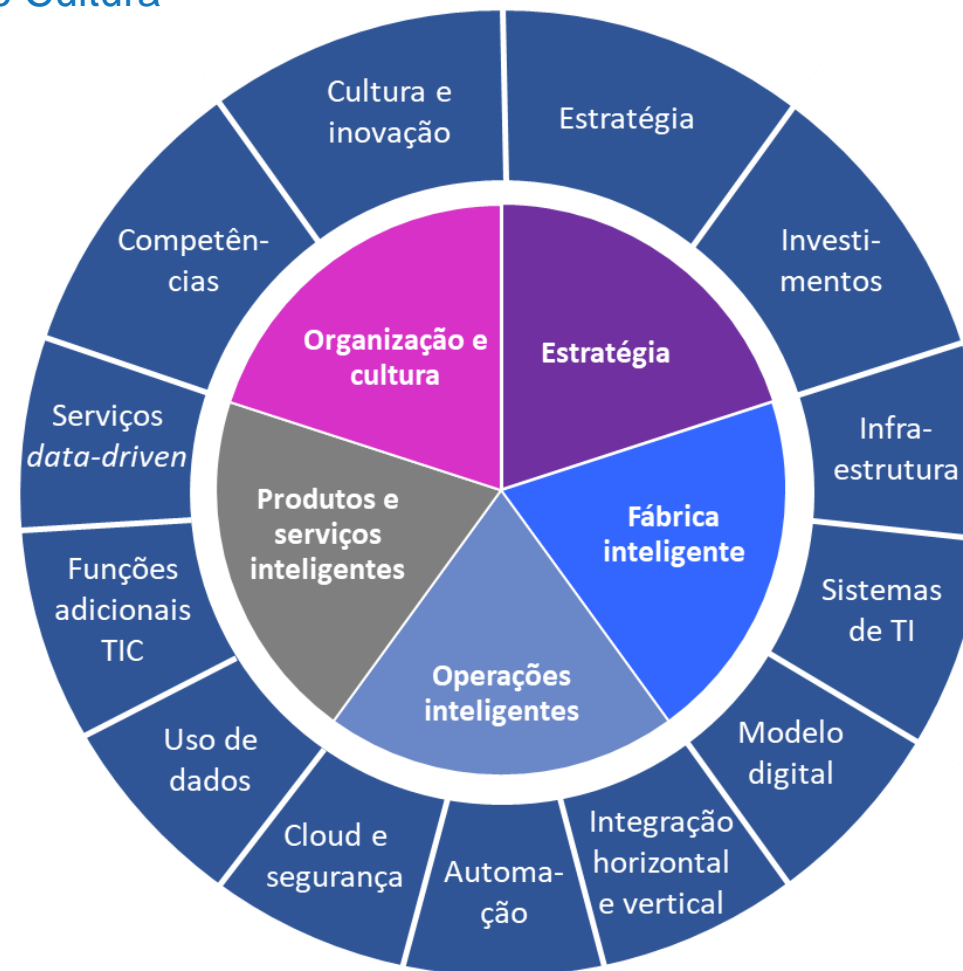 Cultura
Cultura e
inovação
Estratégia
Competên-
cias
Investi-
mentos
Organização e
cultura
Estratégia
Serviços
data-driven
Infra-
estrutura
Produtos e
serviços
inteligentes
Fábrica
inteligente
Funções
adicionais
TIC
Sistemas
de TI
Operações
inteligentes
Uso de
dados
Modelo
digital
Cloud e
segurança
Automa-
ção
Integração
horizontal
e vertical